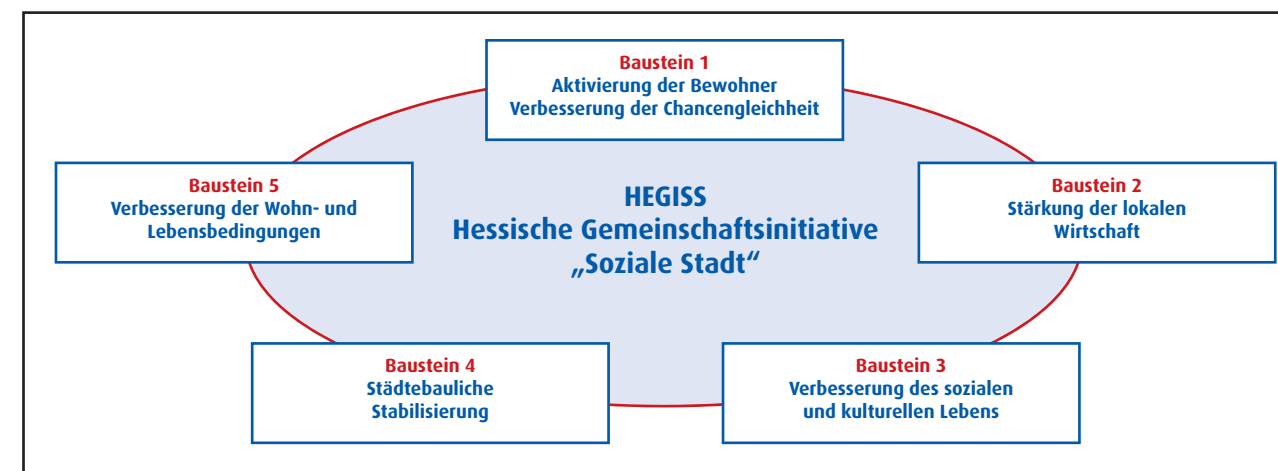 Baustein 1
Aktivierung der Bewohner
Verbesserung der Chancengleichheit
Baustein 5
Verbesserung der Wohn- und
Lebensbedingungen
HEGISS
Hessische Gemeinschaftsinitiative
„Soziale Stadt“
Baustein 2
Stärkung der lokalen
Wirtschaft
Baustein 4
Städtebauliche
Stabilisierung
Baustein 3
Verbesserung des sozialen
und kulturellen Lebens